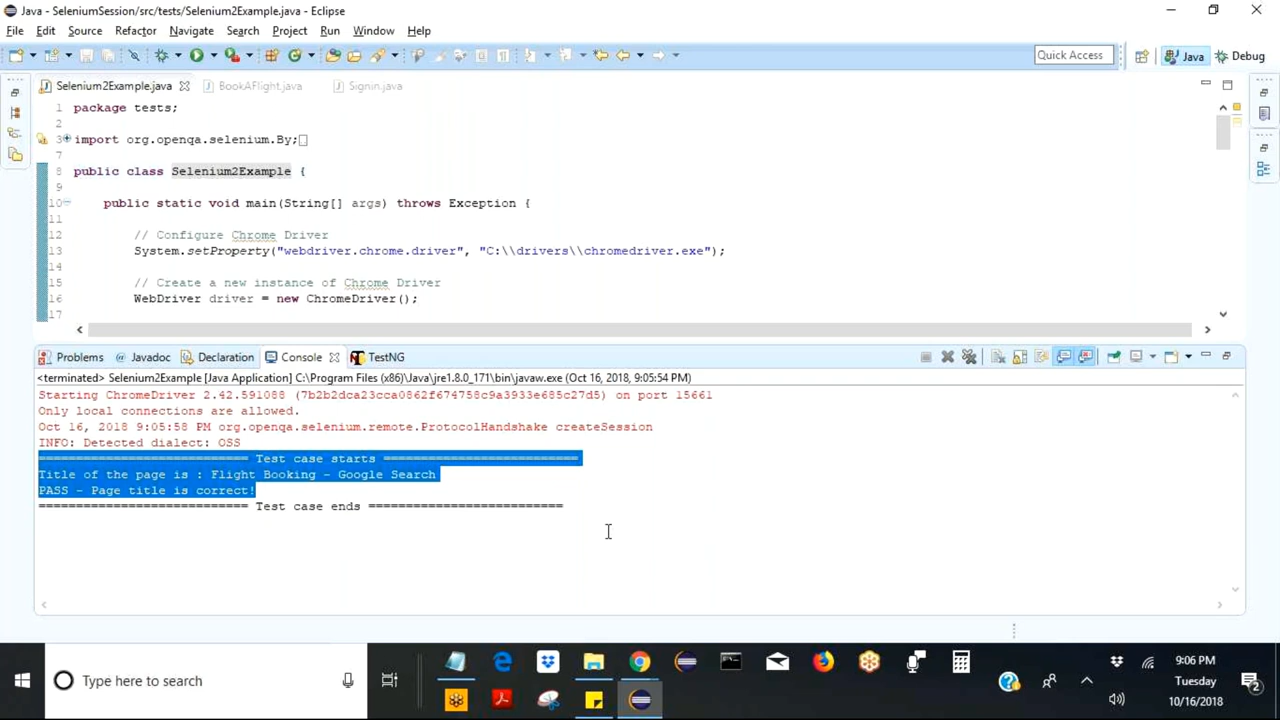 Java - SeleniumSession/src/tests/Selenium2Example.java - Eclipse
File Edit Source Refactor Navigate Search Project Run Window Help
Quick Access Java Debug
Selenium2Example.java BookAFlight.java Signin.java
1 package tests;
2
3 import org.openqa.selenium.By;
7
8 public class Selenium2Example {
9
10 public static void main(String[] args) throws Exception {
11
12 // Configure Chrome Driver
13 System.setProperty("webdriver.chrome.driver", "C:\\drivers\\chromedriver.exe");
14
15 // Create a new instance of Chrome Driver
16 WebDriver driver = new ChromeDriver();
17
Problems @ Javadoc Declaration Console TestNG
<terminated> Selenium2Example [Java Application] C:\Program Files (x86)\Java\jre1.8.0_171\bin\javaw.exe (Oct 16, 2018, 9:05:54 PM)
Starting ChromeDriver 2.42.591088 (7b2b2dca23cca0862f674758c9a3933e685c27d5) on port 15661
Only local connections are allowed.
Oct 16, 2018 9:05:58 PM org.openqa.selenium.remote.ProtocolHandshake createSession
INFO: Detected dialect: OSS
============================ Test case starts ==========================
Title of the page is : Flight Booking - Google Search
PASS - Page title is correct!
============================ Test case ends ==========================
Type here to search
9:06 PM
Tuesday
10/16/2018
2